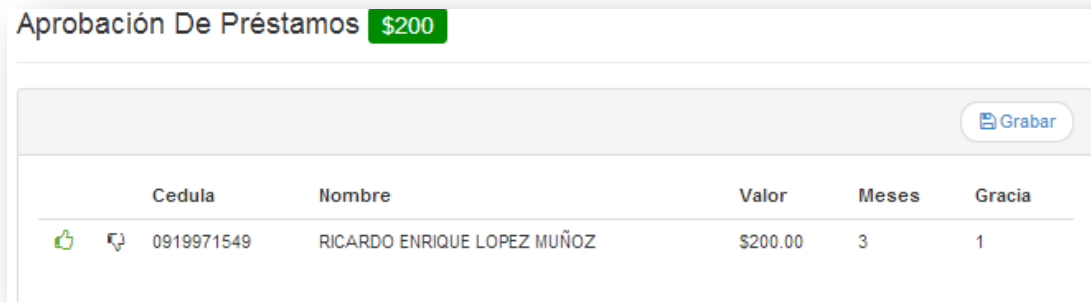 Aprobación De Préstamos $200
Grabar
Cedula Nombre Valor Meses Gracia
0919971549 RICARDO ENRIQUE LOPEZ MUÑOZ $200.00 3 1